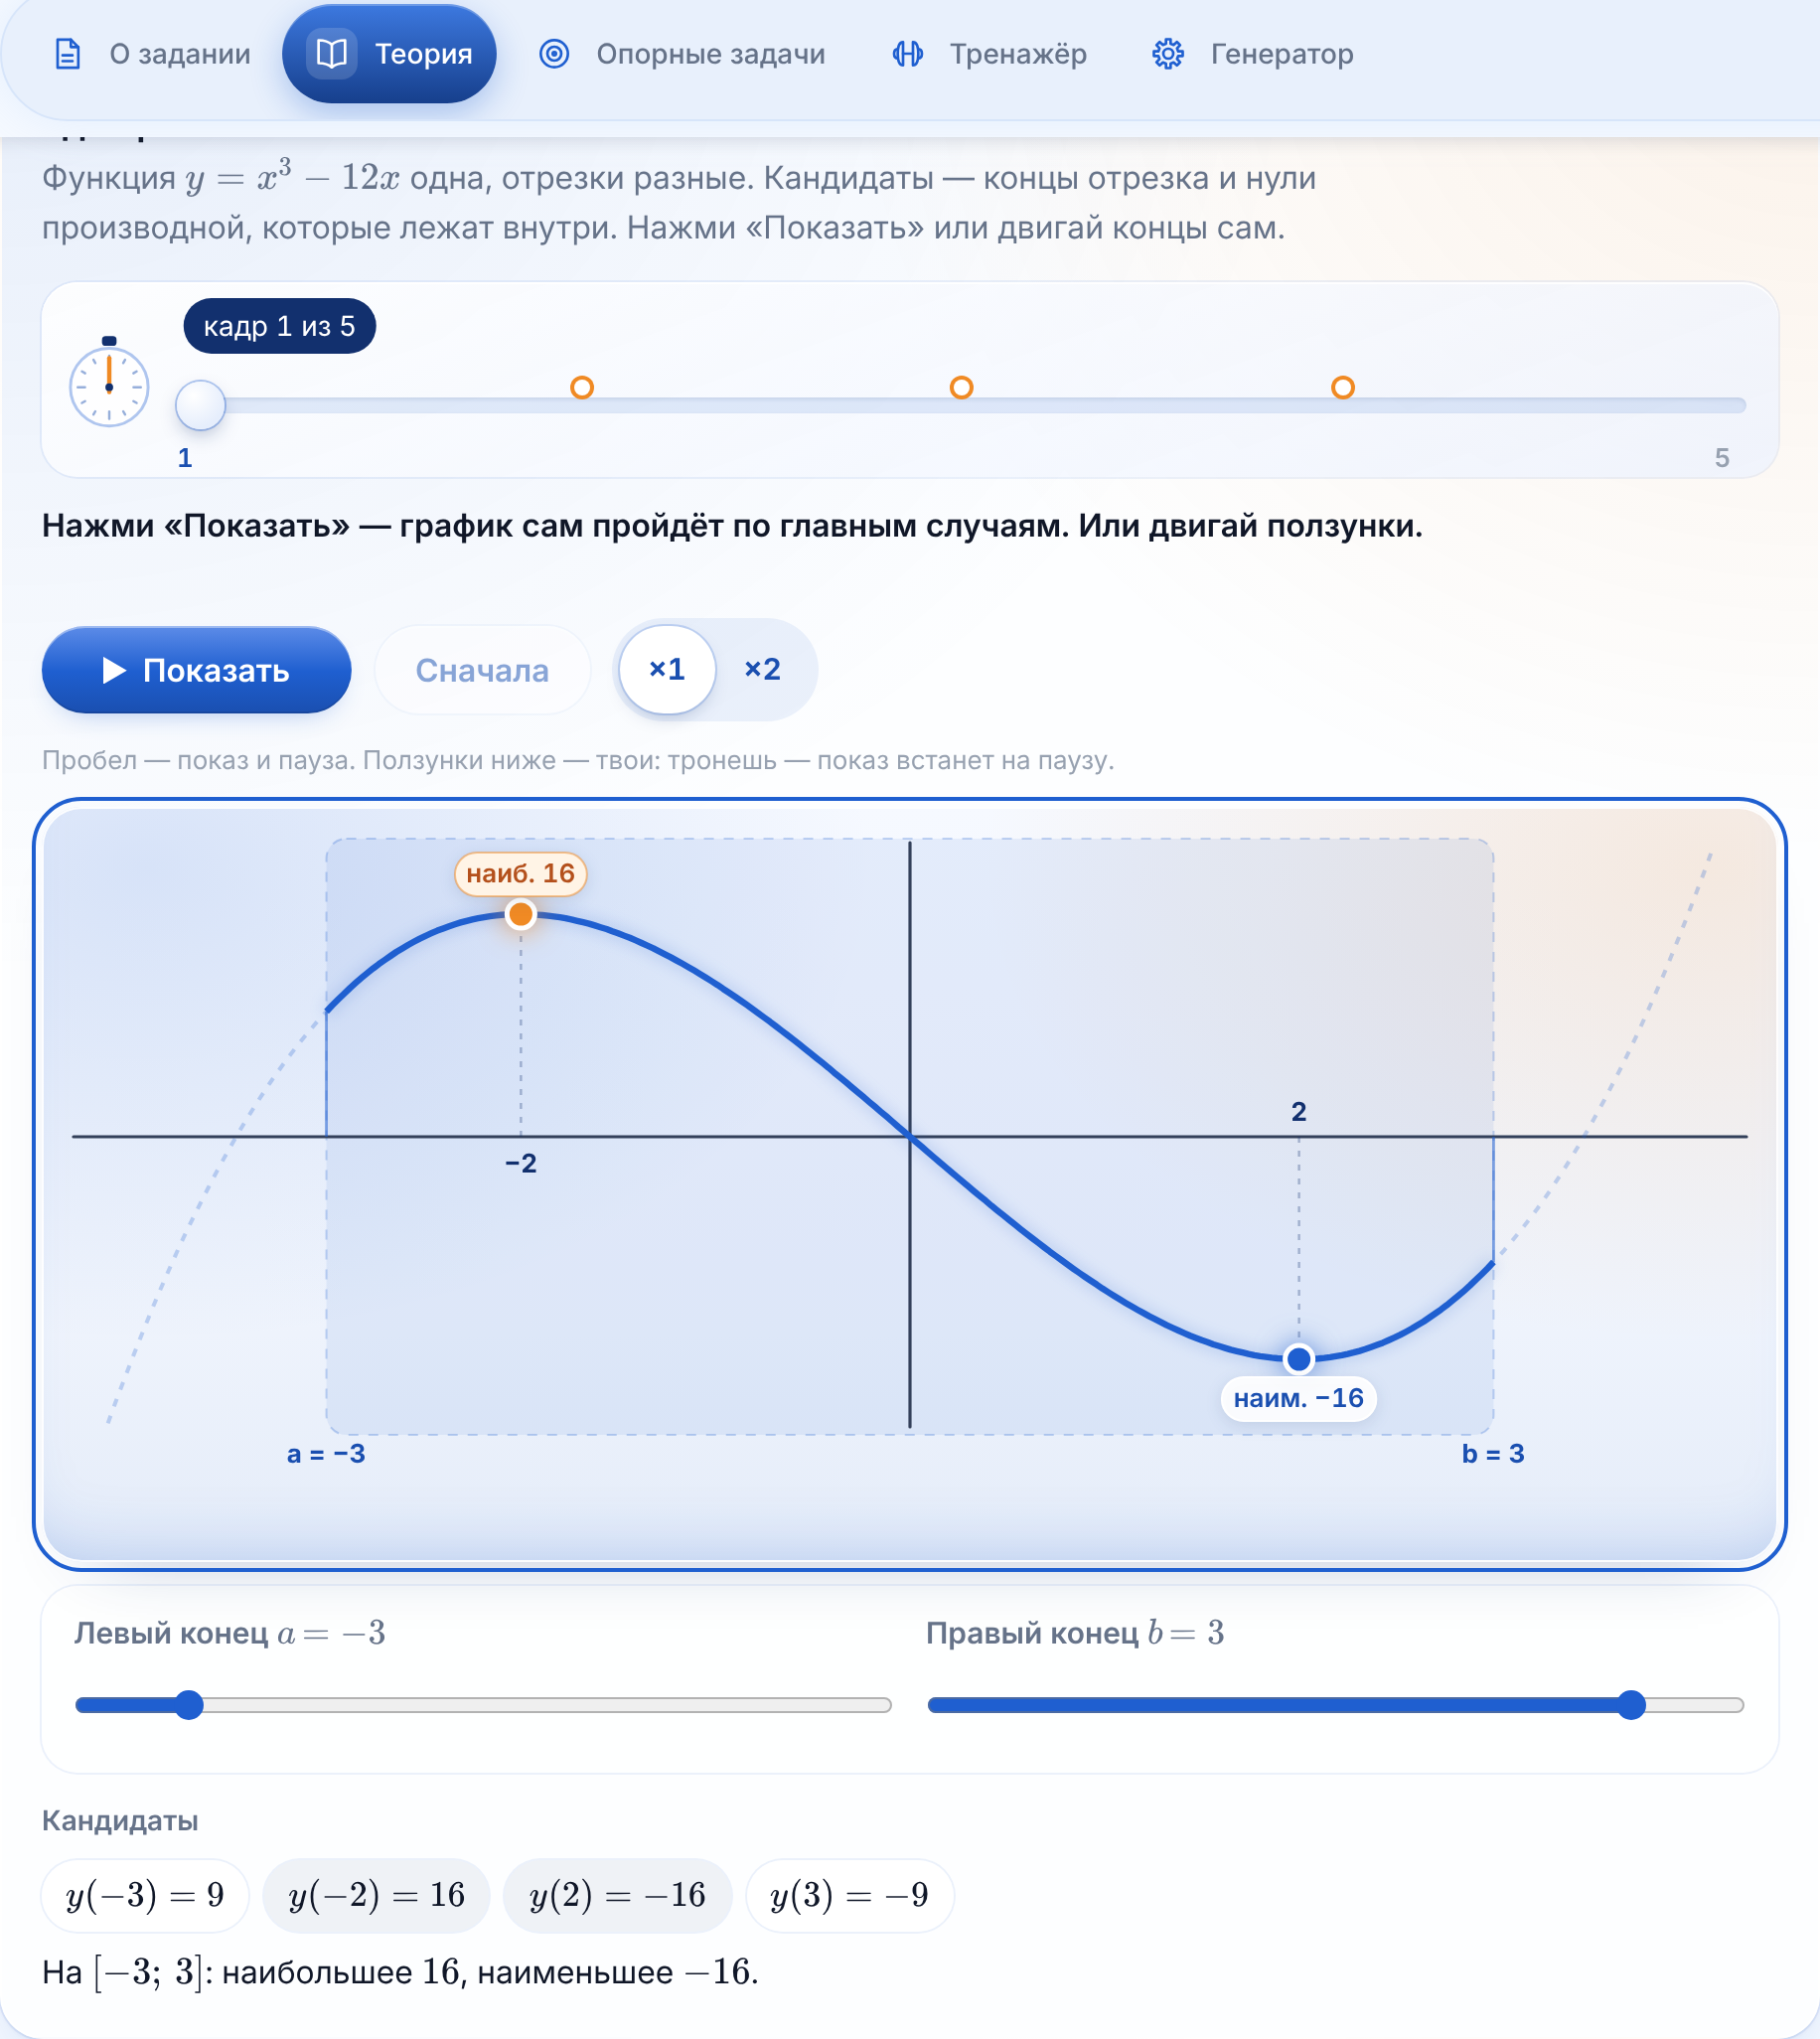 О задании
Теория
Опорные задачи
Тренажёр
Генератор
Функция y = x³ − 12x одна, отрезки разные. Кандидаты — концы отрезка и нули
производной, которые лежат внутри. Нажми «Показать» или двигай концы сам.
кадр 1 из 5
1
5
Нажми «Показать» — график сам пройдёт по главным случаям. Или двигай ползунки.
Показать
Сначала
×1
×2
Пробел — показ и пауза. Ползунки ниже — твои: тронешь — показ встанет на паузу.
наиб. 16
2
−2
наим. −16
a = −3
b = 3
Левый конец a = −3
Правый конец b = 3
Кандидаты
y(−3) = 9
y(−2) = 16
y(2) = −16
y(3) = −9
На [−3; 3]: наибольшее 16, наименьшее −16.